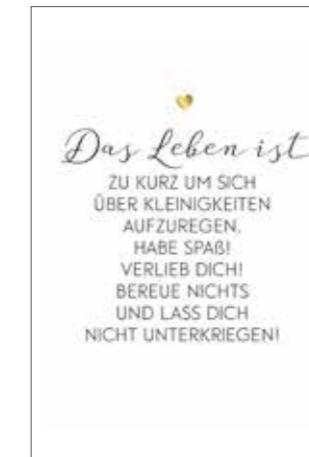 Das Leben ist
ZU KURZ UM SICH
ÜBER KLEINIGKEITEN
AUFZUREGEN,
HABE SPAß!
VERLIEB DICH!
BEREUE NICHTS
UND LASS DICH
NICHT UNTERKRIEGEN!